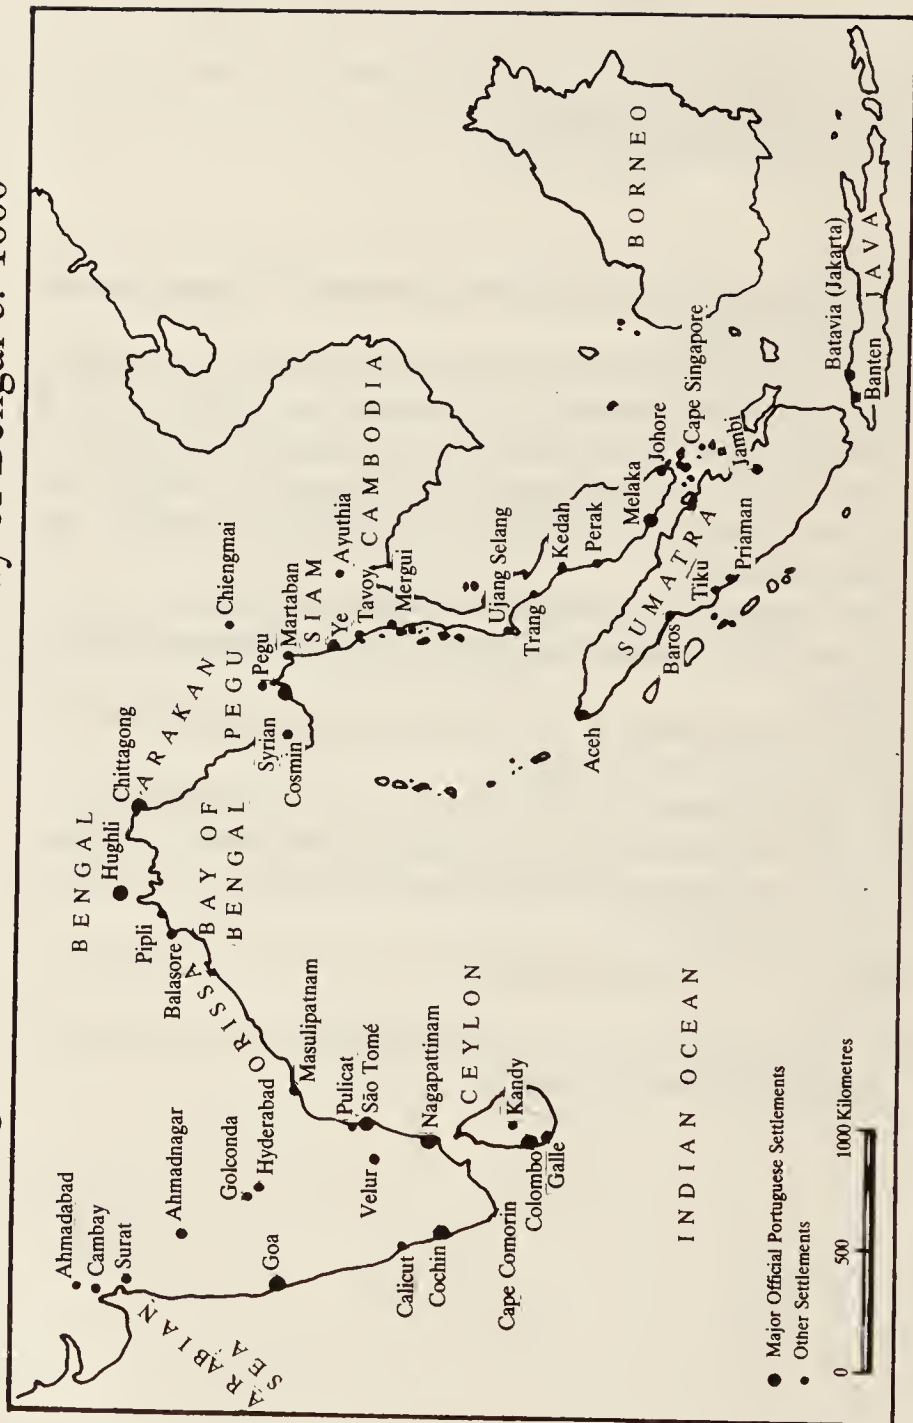 of Bengal c.
Ahmadabad
Cambay
Surat
BENGAL
Hughli
Chittagong
Pipli
Balasore
ARAKAN
Chiengmai
ARABIAN
SEA
Ahmadnagar
ORISSA
BAY OF
BENGAL
PEGU
Golconda
Hyderabad
Goa
Masulipatnam
Syrian
Cosmin
Pegu
Martaban
SIAM
Ye
Ayuthia
Tavoy
CAMBODIA
Mergui
Pulicat
São Tomé
Velur
Calicut
Cochin
Nagapattinam
CEYLON
Kandy
Cape Comorin
Colombo
Galle
Ujang Selang
Trang
Kedah
Perak
Aceh
Melaka
Johore
Cape Singapore
BORNEO
SUMATRA
Baros
Tiku
Priaman
Jambi
INDIAN OCEAN
Batavia (Jakarta)
Banten
JAVA
Major Official Portuguese Settlements
Other Settlements
0
500
1000 Kilometres